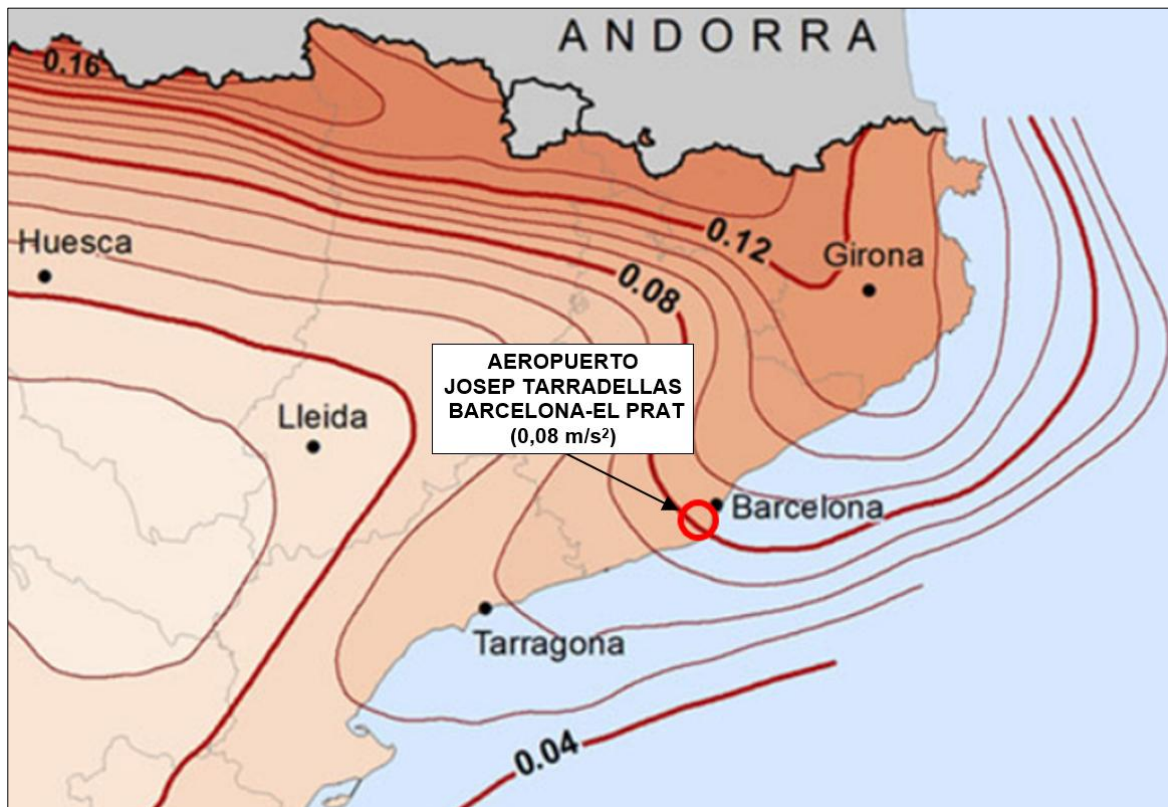 ANDORRA
0.16
Huesca
0.12
Girona
0.08
AEROPUERTO
JOSEP TARRADELLAS
BARCELONA-EL PRAT
(0,08 m/s²)
Lleida
Barcelona
Tarragona
0.04